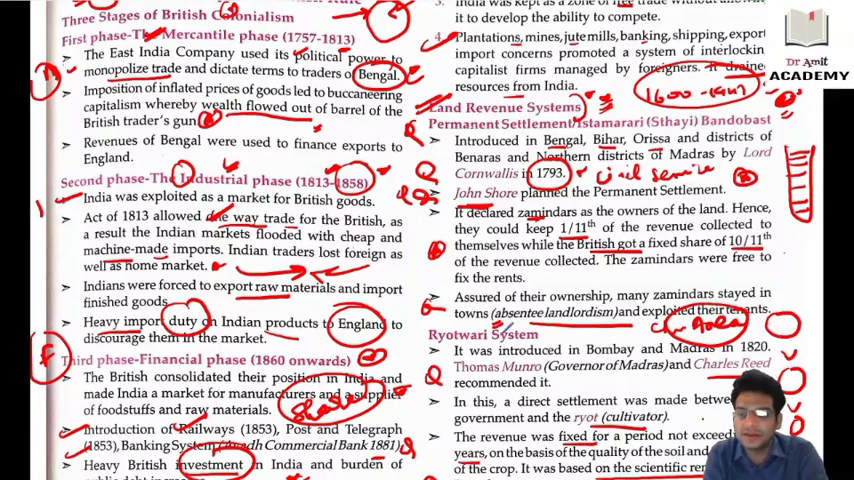 Three Stages of British Colonialism
First phase-The Mercantile phase (1757-1813)
➤ The East India Company used its political power to
monopolize trade and dictate terms to traders of Bengal.
➤ Imposition of inflated prices of goods led to buccaneering
capitalism whereby wealth flowed out of barrel of the
British trader's gun
➤ Revenues of Bengal were used to finance exports to
England.
Second phase-The Industrial phase (1813-1858)
➤ India was exploited as a market for British goods.
➤ Act of 1813 allowed one way trade for the British, as
a result the Indian markets flooded with cheap and
machine-made imports. Indian traders lost foreign as
well as home market.
➤ Indians were forced to export raw materials and import
finished goods
➤ Heavy import duty on Indian products to England to
discourage them in the market.
Third phase-Financial phase (1860 onwards)
➤ The British consolidated their position in India and
made India a market for manufacturers and a supplier
of foodstuffs and raw materials.
➤ Introduction of Railways (1853), Post and Telegraph
(1853), Banking System (Avadh Commercial Bank 1881)
➤ Heavy British investment in India and burden of
3. India was kept as a zone of free trade without
it to develop the ability to compete.
4. Plantations, mines, jute mills, banking, shipping, export
import concerns promoted a system of interlockin
capitalist firms managed by foreigners. It draine
resources from India.
1600-
Land Revenue Systems
Permanent Settlement/Istamarari (Sthayi) Bandobast
➤ Introduced in Bengal, Bihar, Orissa and districts of
Benaras and Northern districts of Madras by Lord
Cornwallis in 1793.
civil service
➤ John Shore planned the Permanent Settlement.
➤ It declared zamindars as the owners of the land. Hence,
they could keep 1/11th of the revenue collected to
themselves while the British got a fixed share of 10/11th
of the revenue collected. The zamindars were free to
fix the rents.
➤ Assured of their ownership, many zamindars stayed in
towns (absentee landlordism) and exploited their tenants.
Ryotwari System
➤ It was introduced in Bombay and Madras in 1820.
Thomas Munro (Governor of Madras) and Charles Reed
recommended it.
➤ In this, a direct settlement was made
government and the ryot (cultivator).
➤ The revenue was fixed for a period not
years, on the basis of the quality of the soil and
of the crop. It was based on the scientific
Dr Amit
ACADEMY